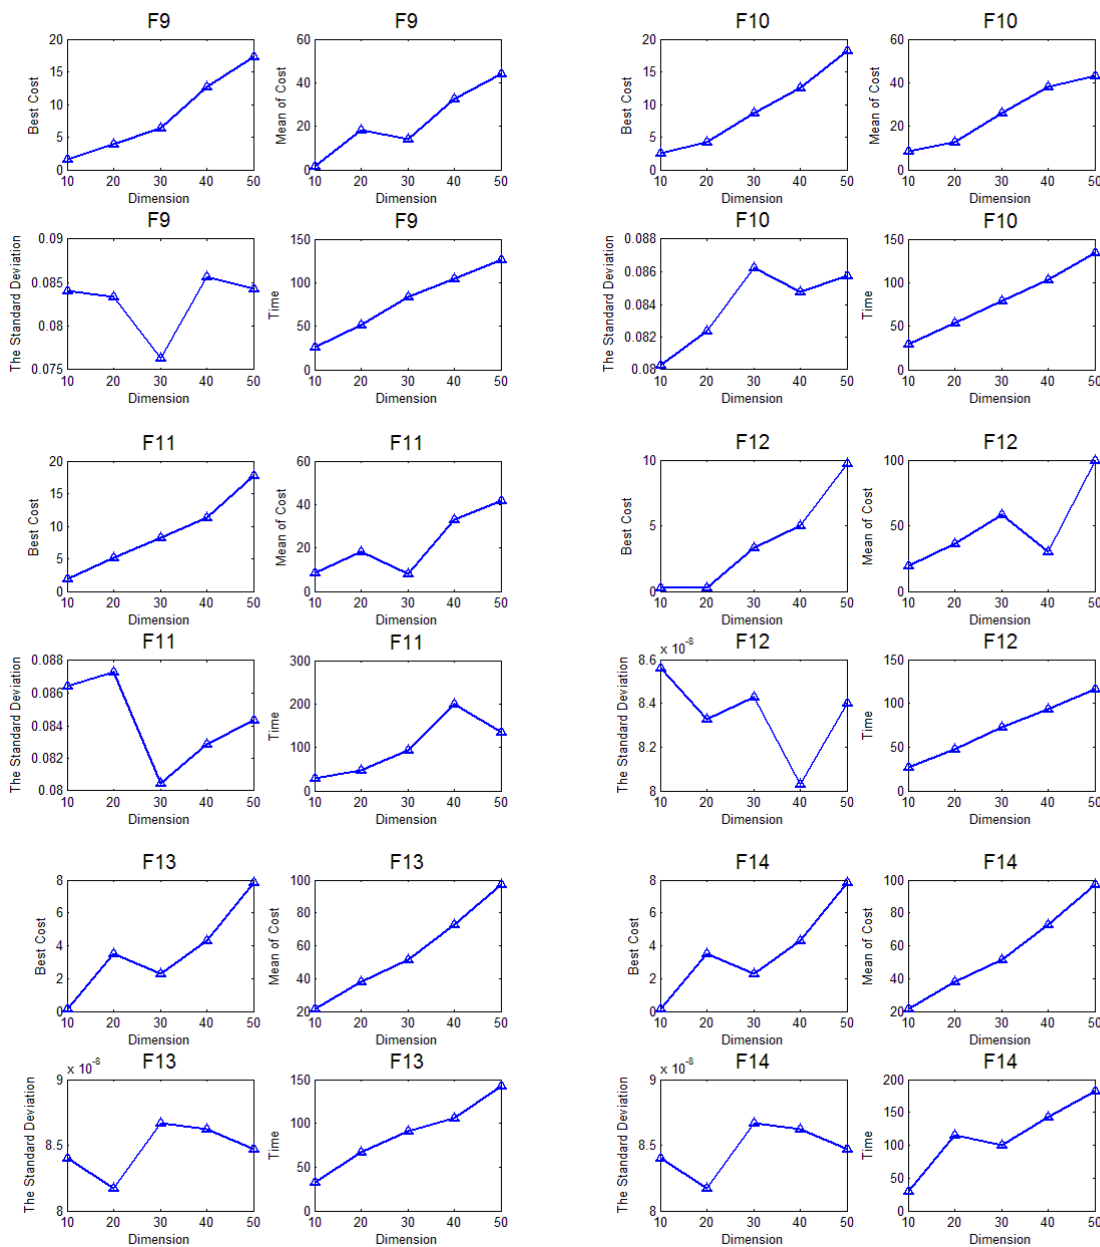 F9
20
15
10
5
0
Best Cost
10 20 30 40 50
Dimension
F9
60
40
20
0
Mean of Cost
10 20 30 40 50
Dimension
F10
20
15
10
5
0
Best Cost
10 20 30 40 50
Dimension
F10
60
40
20
0
Mean of Cost
10 20 30 40 50
Dimension
F9
0.09
0.085
0.08
0.075
The Standard Deviation
10 20 30 40 50
Dimension
F9
150
100
50
0
Time
10 20 30 40 50
Dimension
F10
0.088
0.086
0.084
0.082
0.08
The Standard Deviation
10 20 30 40 50
Dimension
F10
150
100
50
0
Time
10 20 30 40 50
Dimension
F11
20
15
10
5
0
Best Cost
10 20 30 40 50
Dimension
F11
60
40
20
0
Mean of Cost
10 20 30 40 50
Dimension
F12
10
5
0
Best Cost
10 20 30 40 50
Dimension
F12
100
50
0
Mean of Cost
10 20 30 40 50
Dimension
F11
0.088
0.086
0.084
0.082
0.08
The Standard Deviation
10 20 30 40 50
Dimension
F11
300
200
100
0
Time
10 20 30 40 50
Dimension
F12
x 10-8
8.6
8.4
8.2
8
The Standard Deviation
10 20 30 40 50
Dimension
F12
150
100
50
0
Time
10 20 30 40 50
Dimension
F13
8
6
4
2
0
Best Cost
10 20 30 40 50
Dimension
F13
100
80
60
40
20
Mean of Cost
10 20 30 40 50
Dimension
F14
8
6
4
2
0
Best Cost
10 20 30 40 50
Dimension
F14
100
80
60
40
20
Mean of Cost
10 20 30 40 50
Dimension
F13
x 10-8
9
8.5
8
The Standard Deviation
10 20 30 40 50
Dimension
F13
150
100
50
0
Time
10 20 30 40 50
Dimension
F14
x 10-8
9
8.5
8
The Standard Deviation
10 20 30 40 50
Dimension
F14
200
150
100
50
0
Time
10 20 30 40 50
Dimension